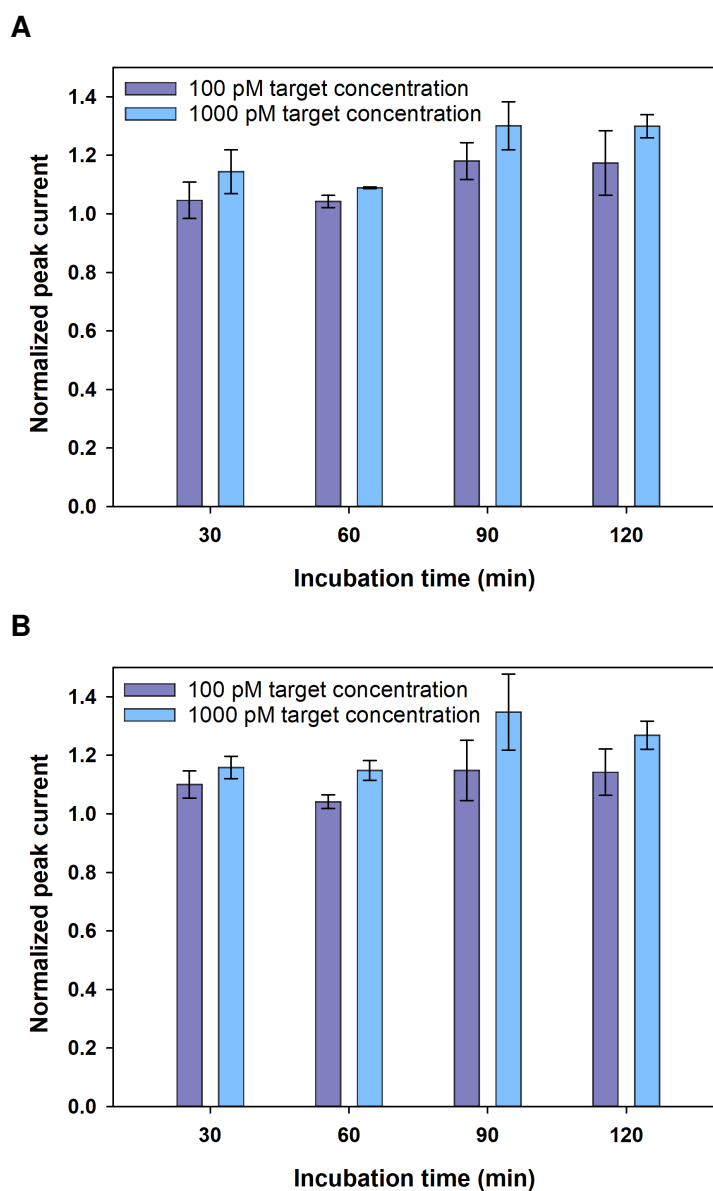 A
100 pM target concentration
1000 pM target concentration
1.4
1.2
1.0
0.8
0.6
0.4
0.2
0.0
Normalized peak current
30 60 90 120
Incubation time (min)
B
100 pM target concentration
1000 pM target concentration
1.4
1.2
1.0
0.8
0.6
0.4
0.2
0.0
Normalized peak current
30 60 90 120
Incubation time (min)